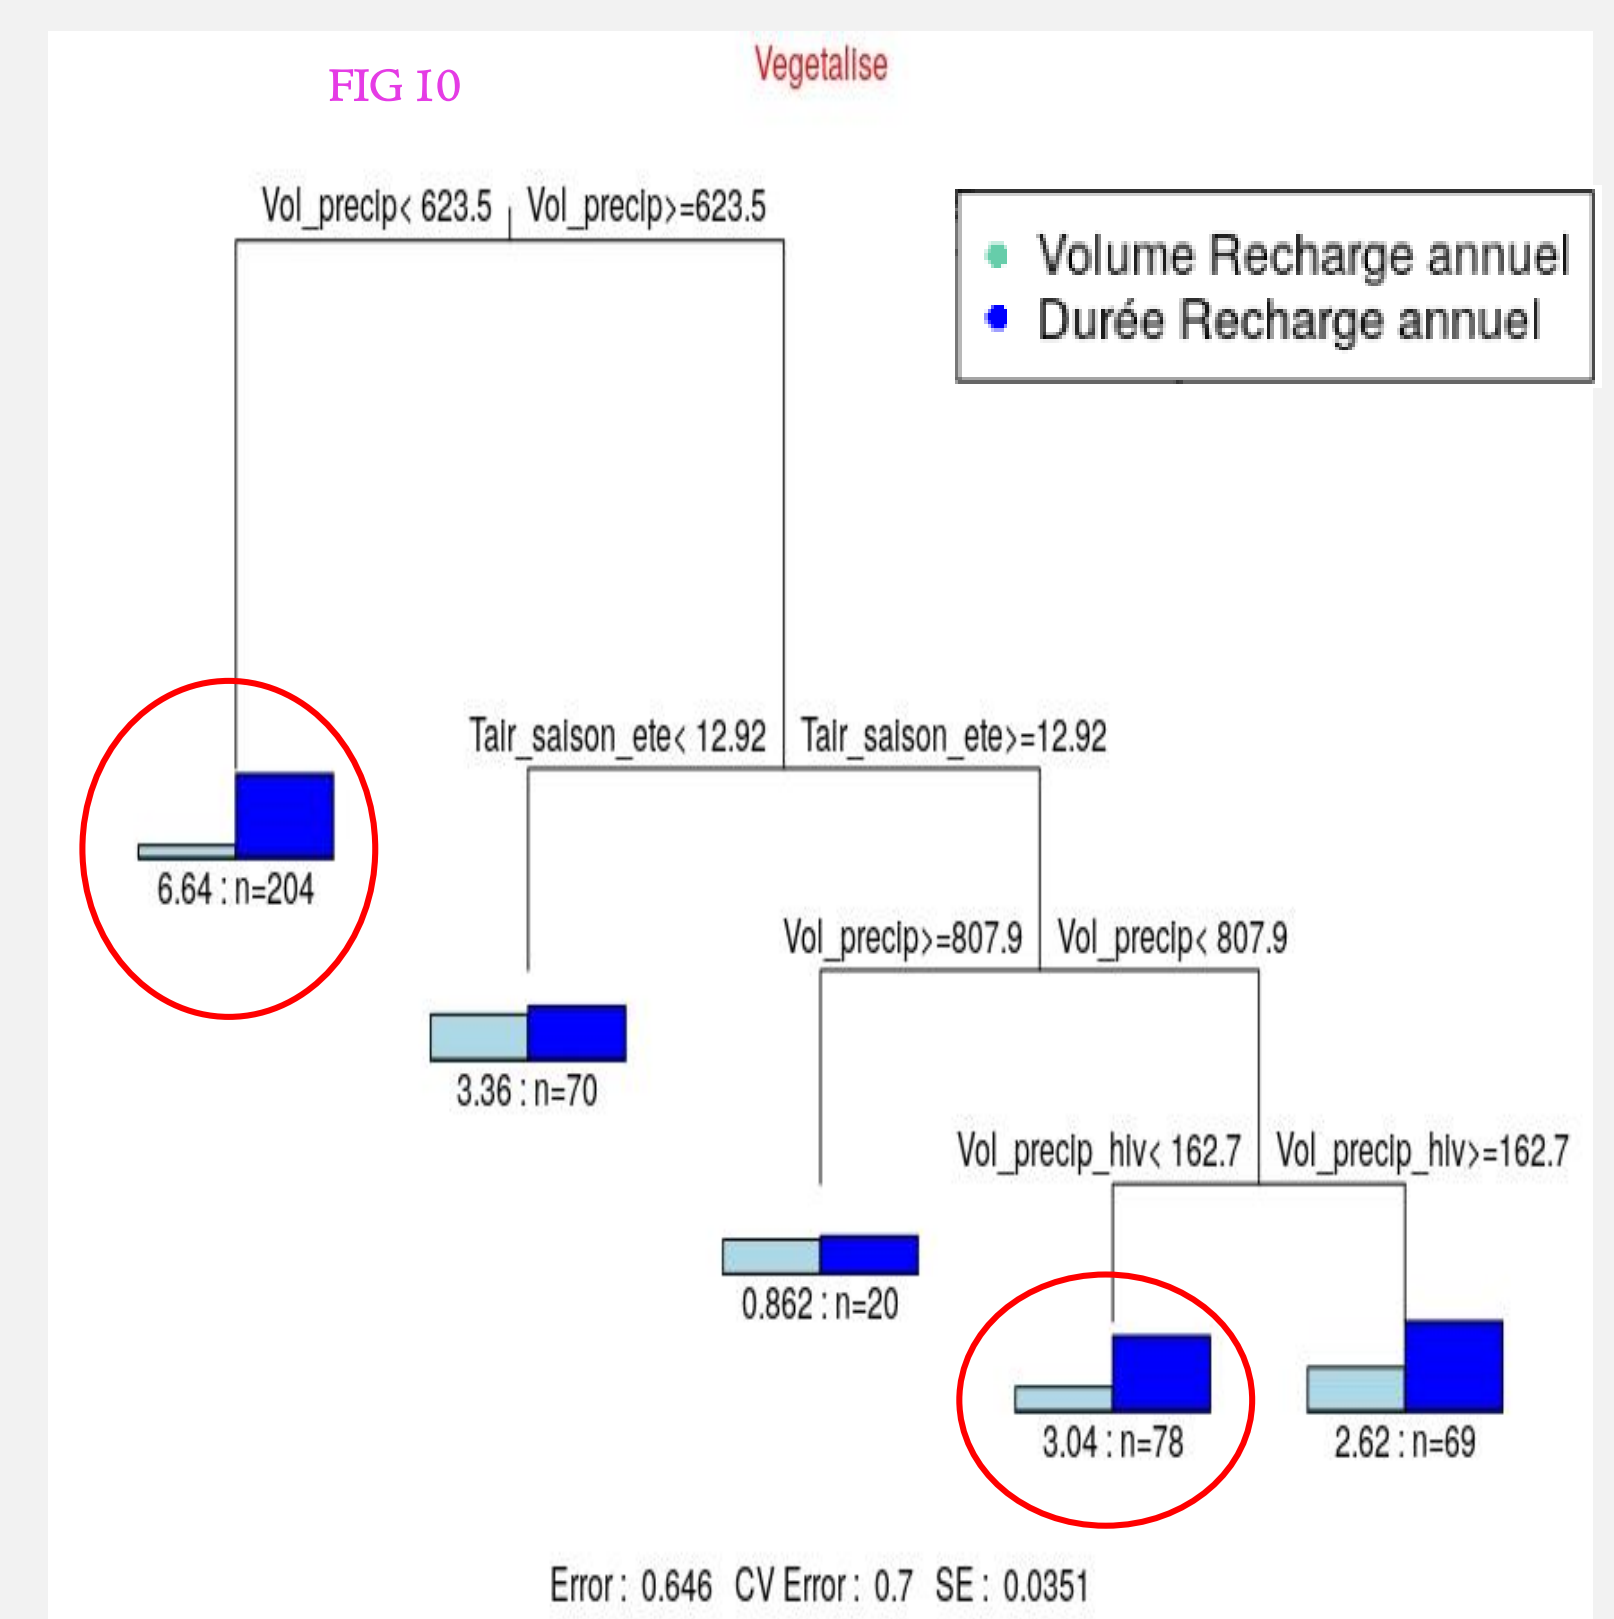 FIG 10
Vegetalise
Vol_precip< 623.5
Vol_precip>=623.5
Volume Recharge annuel
Durée Recharge annuel
Tair_saison_ete< 12.92
Tair_saison_ete>=12.92
6.64 : n=204
Vol_precip>=807.9
Vol_precip< 807.9
3.36 : n=70
Vol_precip_hiv< 162.7
Vol_precip_hiv>=162.7
0.862 : n=20
3.04 : n=78
2.62 : n=69
Error : 0.646 CV Error : 0.7 SE : 0.0351